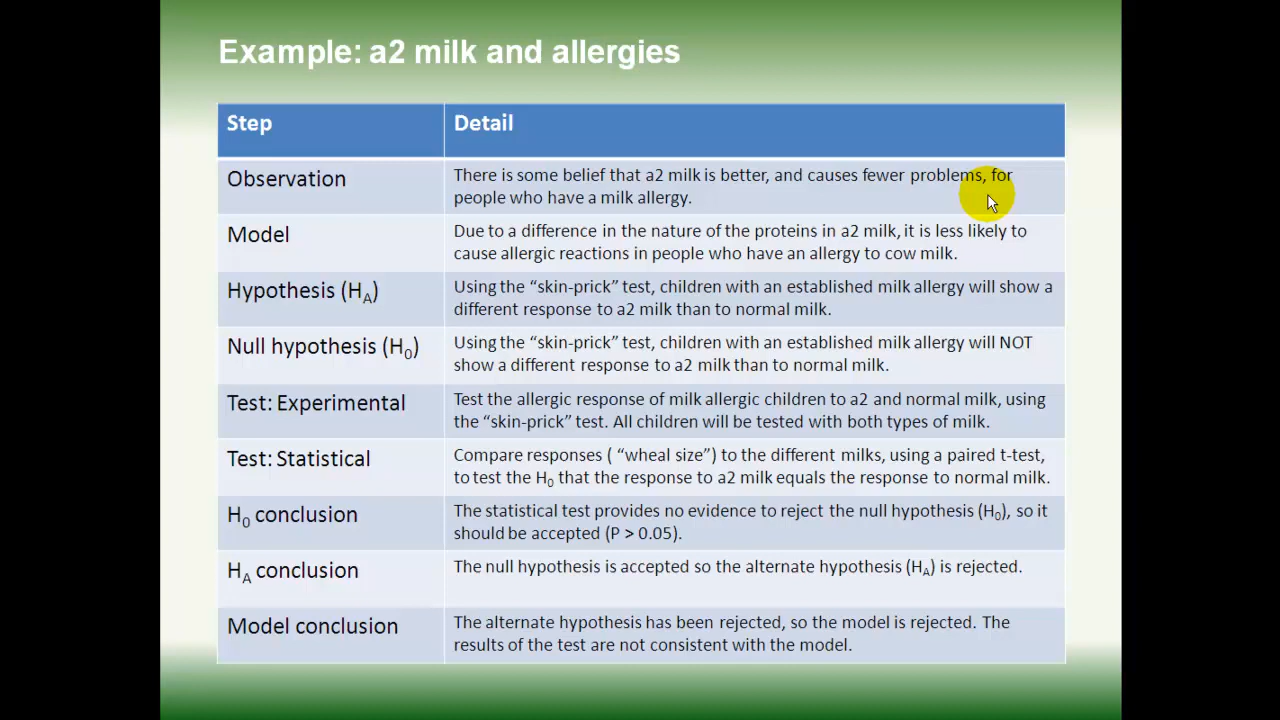 Example: a2 milk and allergies
Step Detail
Observation
There is some belief that a2 milk is better, and causes fewer problems, for
people who have a milk allergy.
Model
Due to a difference in the nature of the proteins in a2 milk, it is less likely to
cause allergic reactions in people who have an allergy to cow milk.
Hypothesis (HA)
Using the “skin-prick” test, children with an established milk allergy will show a
different response to a2 milk than to normal milk.
Null hypothesis (H0)
Using the “skin-prick” test, children with an established milk allergy will NOT
show a different response to a2 milk than to normal milk.
Test: Experimental
Test the allergic response of milk allergic children to a2 and normal milk, using
the “skin-prick” test. All children will be tested with both types of milk.
Test: Statistical
Compare responses ( “wheal size”) to the different milks, using a paired t-test,
to test the H0 that the response to a2 milk equals the response to normal milk.
H0 conclusion
The statistical test provides no evidence to reject the null hypothesis (H0), so it
should be accepted (P > 0.05).
HA conclusion
The null hypothesis is accepted so the alternate hypothesis (HA) is rejected.
Model conclusion
The alternate hypothesis has been rejected, so the model is rejected. The
results of the test are not consistent with the model.